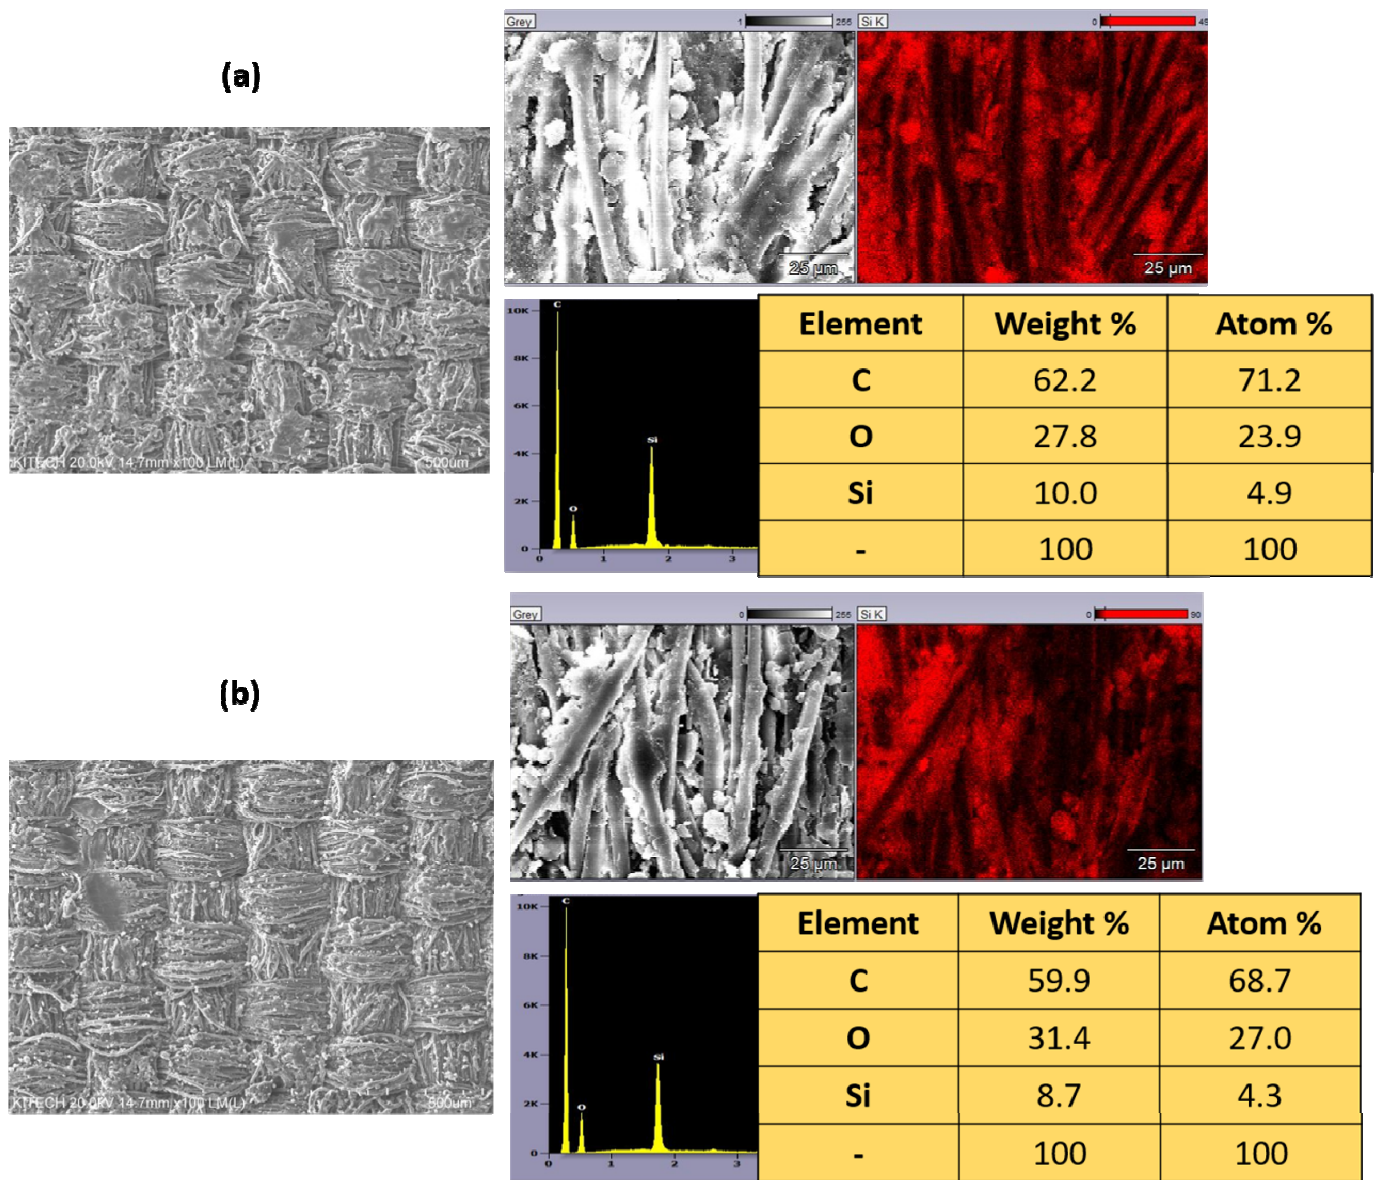 (a)
Grey 1 255 Si K 0 45
25 µm 25 µm
KITECH 20.0kV 14.7mm x100 LM(L) 500um
C
10K
8K
6K
Si
4K
2K
O
0
0 1 2 3
Element Weight % Atom %
C 62.2 71.2
O 27.8 23.9
Si 10.0 4.9
- 100 100
(b)
Grey 0 255 Si K 0 90
25 µm 25 µm
KITECH 20.0kV 14.7mm x100 LM(L) 500um
C
10K
8K
6K
4K
Si
2K
O
0
0 1 2 3
Element Weight % Atom %
C 59.9 68.7
O 31.4 27.0
Si 8.7 4.3
- 100 100